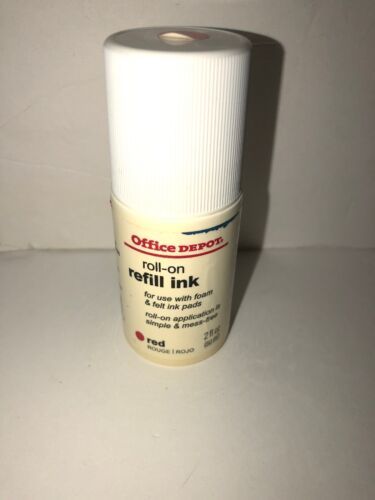 Office DEPOT.
roll-on
refill ink
for use with foam
& felt ink pads
roll-on application is
simple & mess-free
red
ROUGE | ROJO
2 fl oz